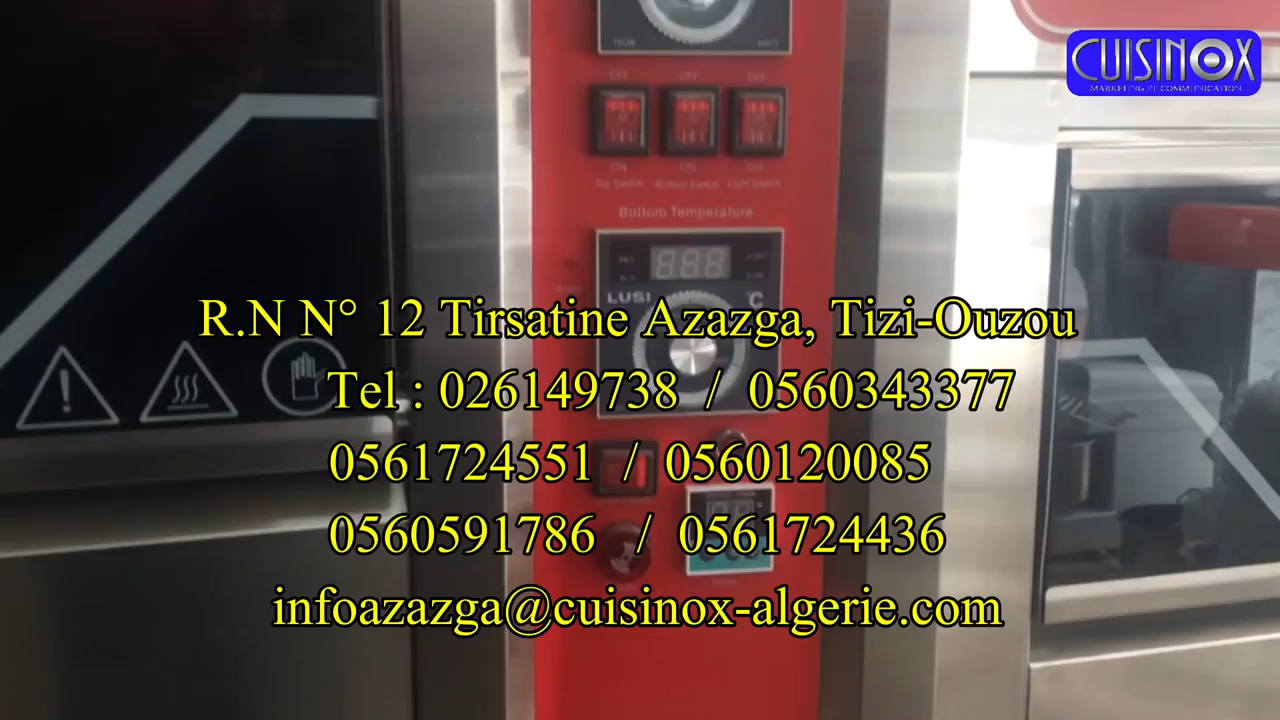 CUISINOX
MARKETING ET COMMUNICATION
OFF OFF OFF
ON ON ON
Top Switch Bottom Switch Light Switch
Bottom Temperature
LUSI
°C
R.N N° 12 Tirsatine Azazga, Tizi-Ouzou
Tel : 026149738 / 0560343377
0561724551 / 0560120085
0560591786 / 0561724436
infoazazga@cuisinox-algerie.com